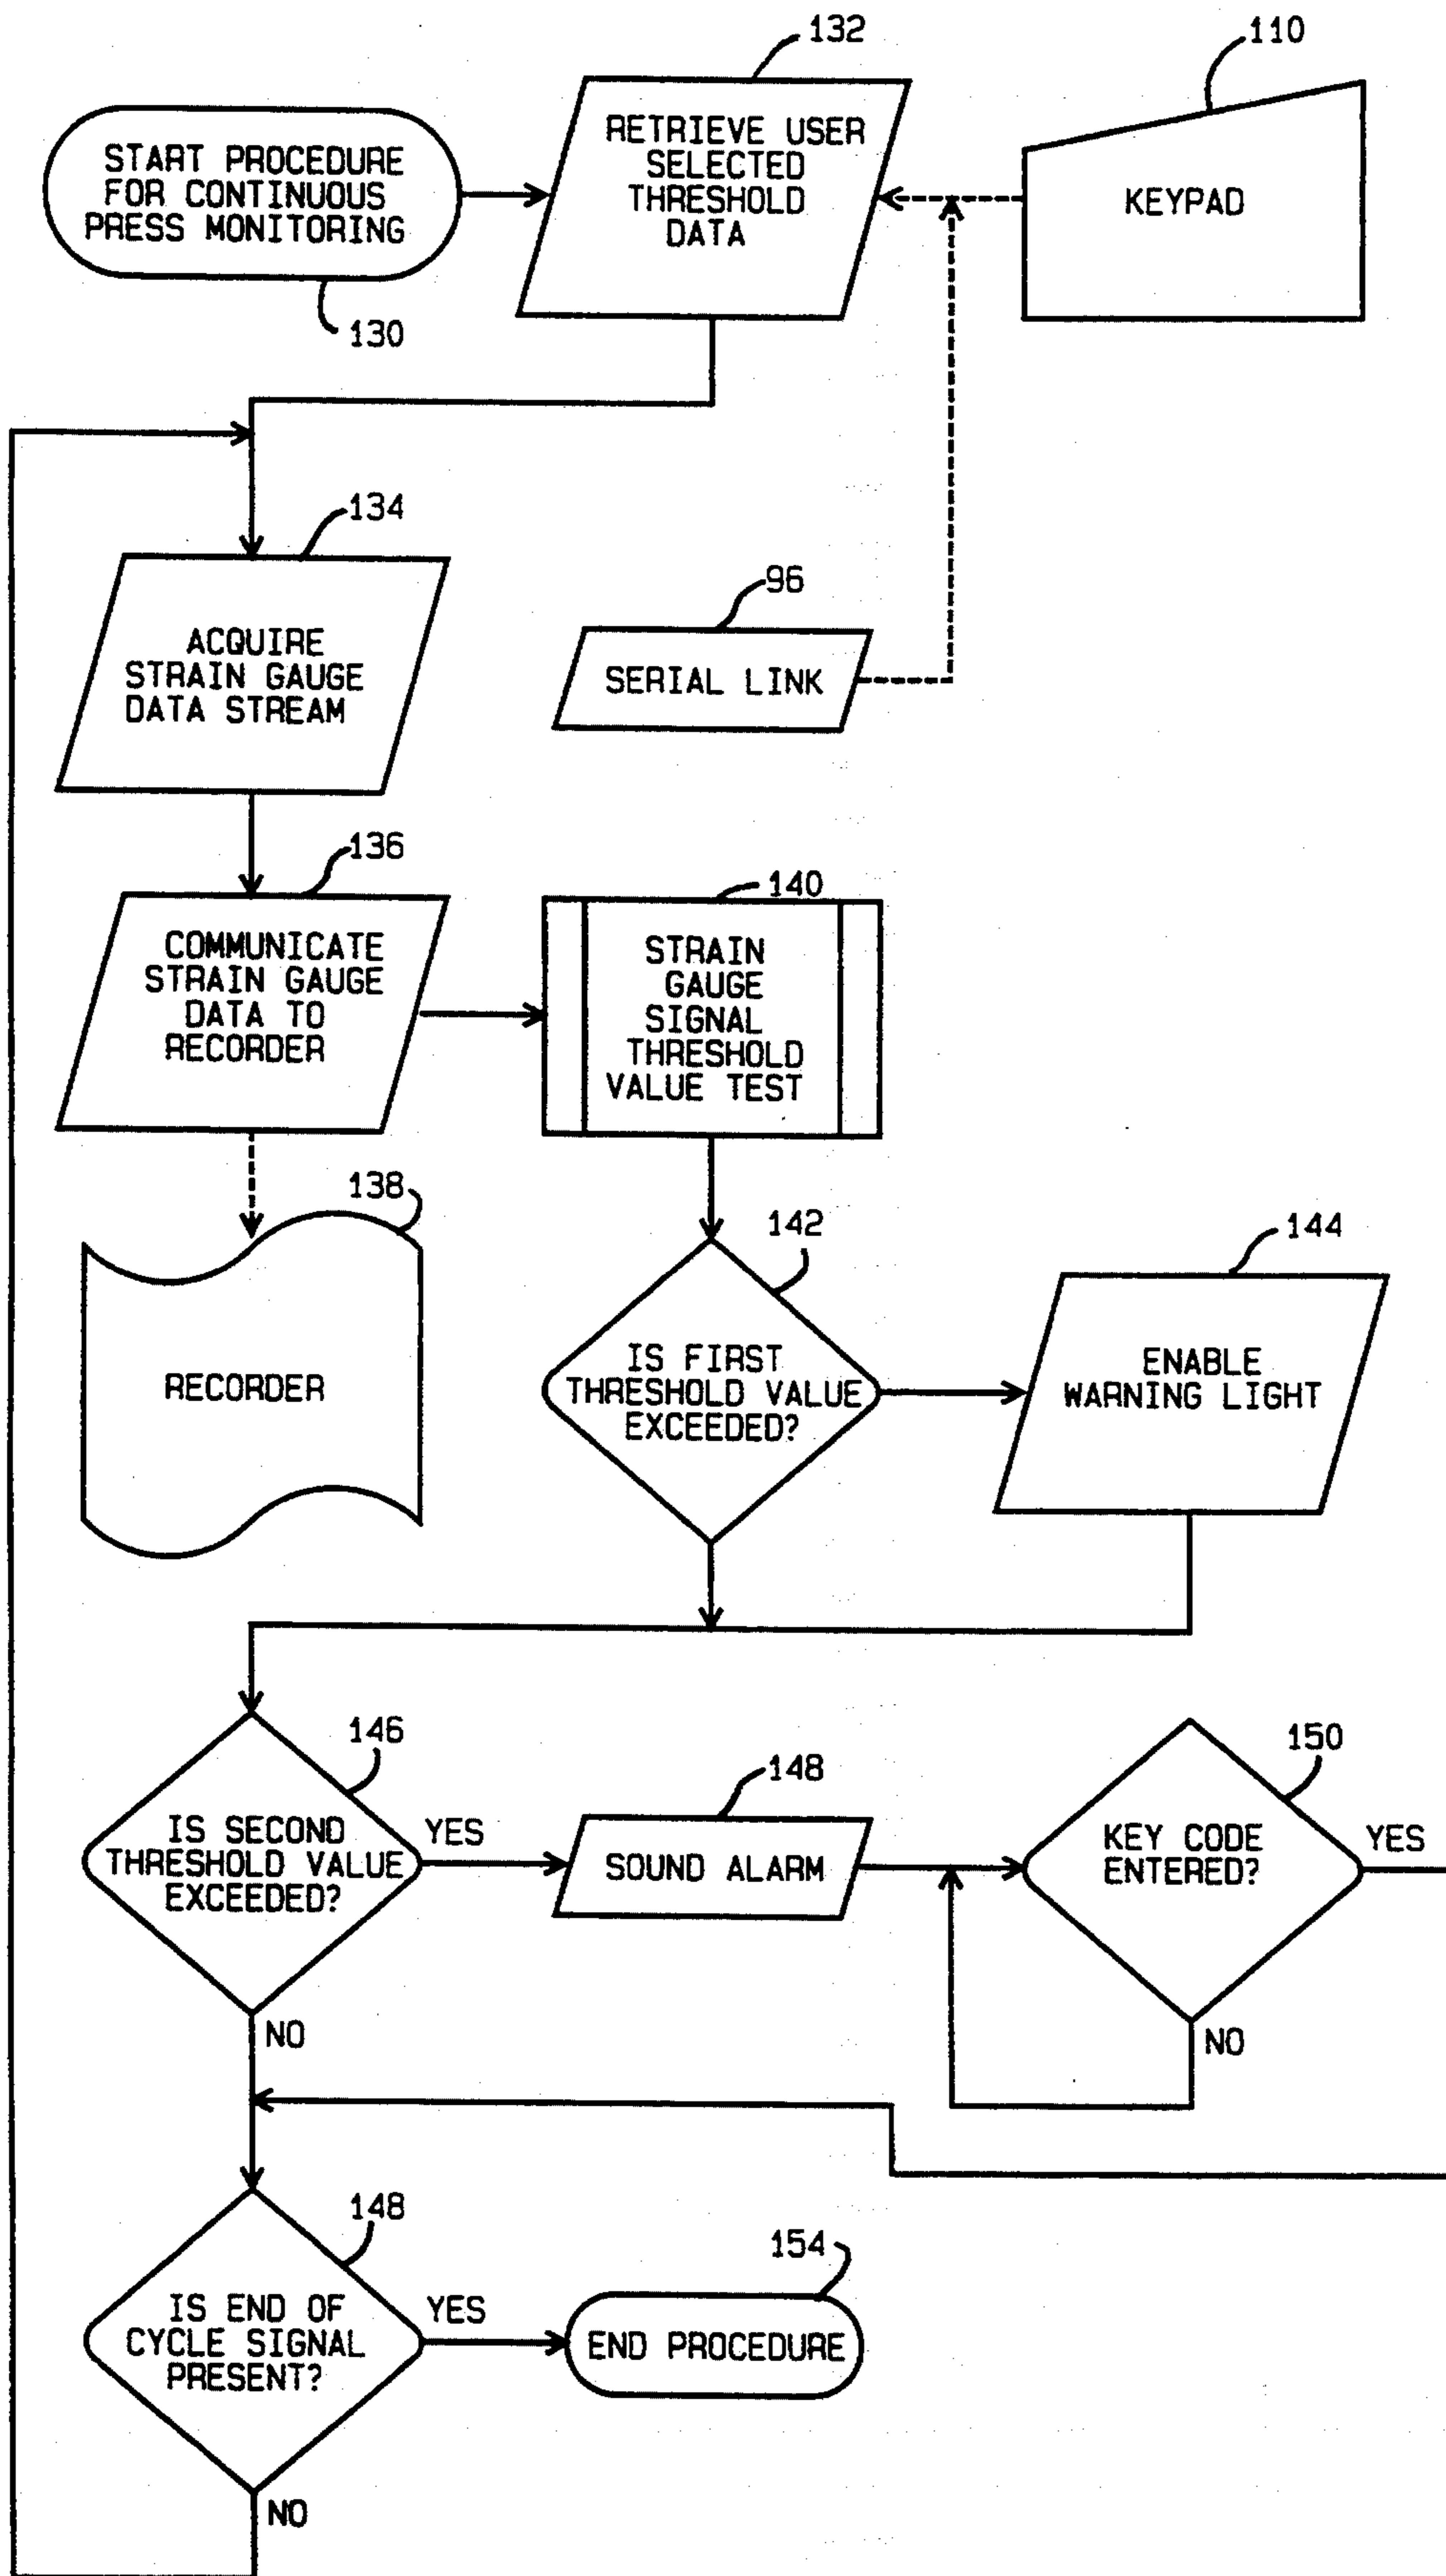 132
110
START PROCEDURE
FOR CONTINUOUS
PRESS MONITORING
130
RETRIEVE USER
SELECTED
THRESHOLD
DATA
KEYPAD
134
ACQUIRE
STRAIN GAUGE
DATA STREAM
96
SERIAL LINK
136
COMMUNICATE
STRAIN GAUGE
DATA TO
RECORDER
140
STRAIN
GAUGE
SIGNAL
THRESHOLD
VALUE TEST
138
RECORDER
142
IS FIRST
THRESHOLD VALUE
EXCEEDED?
144
ENABLE
WARNING LIGHT
146
IS SECOND
THRESHOLD VALUE
EXCEEDED?
YES
NO
148
SOUND ALARM
150
KEY CODE
ENTERED?
YES
NO
148
IS END OF
CYCLE SIGNAL
PRESENT?
YES
NO
154
END PROCEDURE